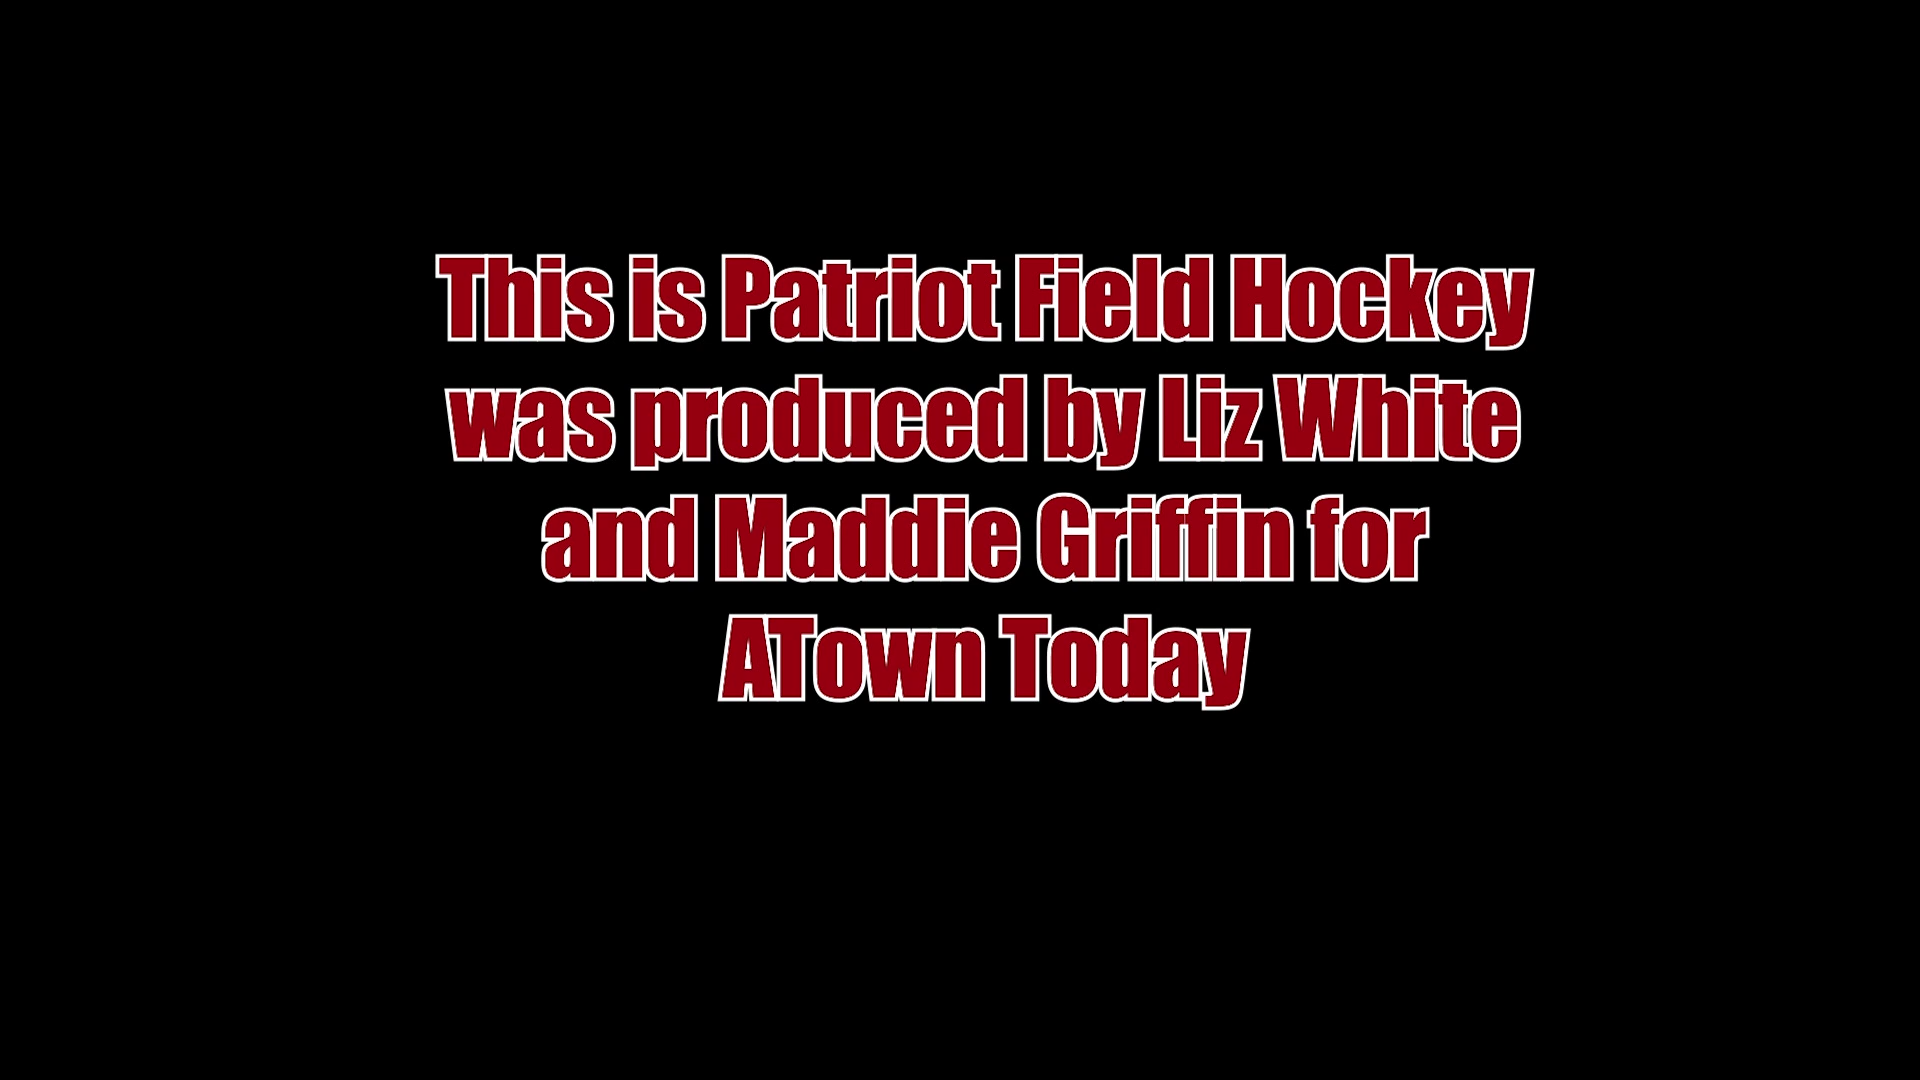 This is Patriot Field Hockey
was produced by Liz White
and Maddie Griffin for
ATown Today